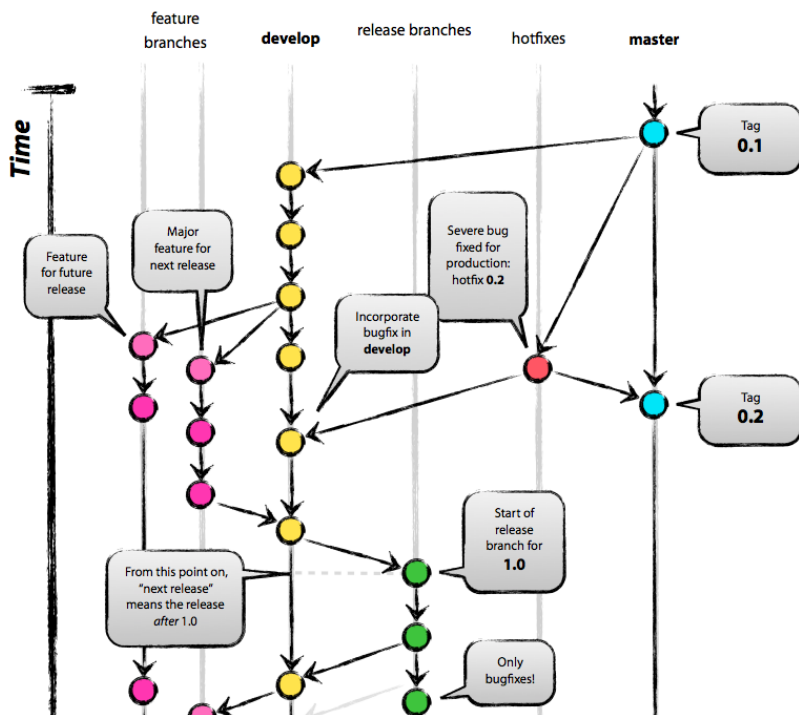 feature
branches
develop
release branches
hotfixes
master
Time
Tag
0.1
Feature
for future
release
Major
feature for
next release
Severe bug
fixed for
production:
hotfix 0.2
Incorporate
bugfix in
develop
Tag
0.2
Start of
release
branch for
1.0
From this point on,
“next release”
means the release
after 1.0
Only
bugfixes!